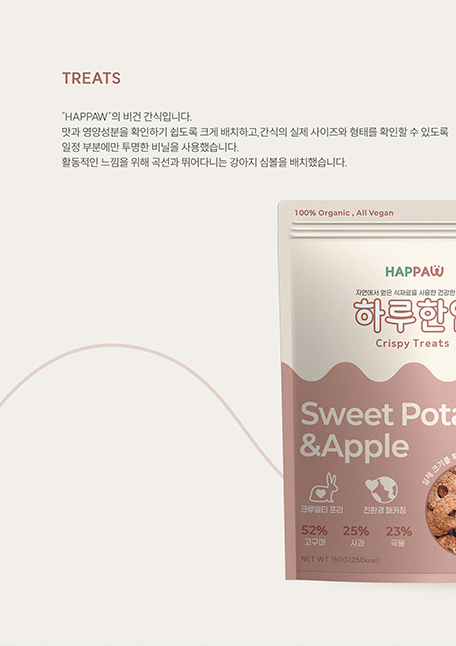 TREATS
"HAPPAW"의 비건 간식입니다.
맛과 영양성분을 확인하기 쉽도록 크게 배치하고,간식의 실제 사이즈와 형태를 확인할 수 있도록
일정 부분에만 투명한 비닐을 사용했습니다.
활동적인 느낌을 위해 곡선과 뛰어다니는 강아지 심볼을 배치했습니다.
100% Organic , All Vegan
HAPPAW
자연에서 얻은 식재료를 사용한 건강한
하루한
Crispy Treats
Sweet Pota
&Apple
실제 크기를
크루얼티 프리
친환경 패키징
52% 25% 23%
고구마 사과 곡물
NET WT 150G(250kcal)